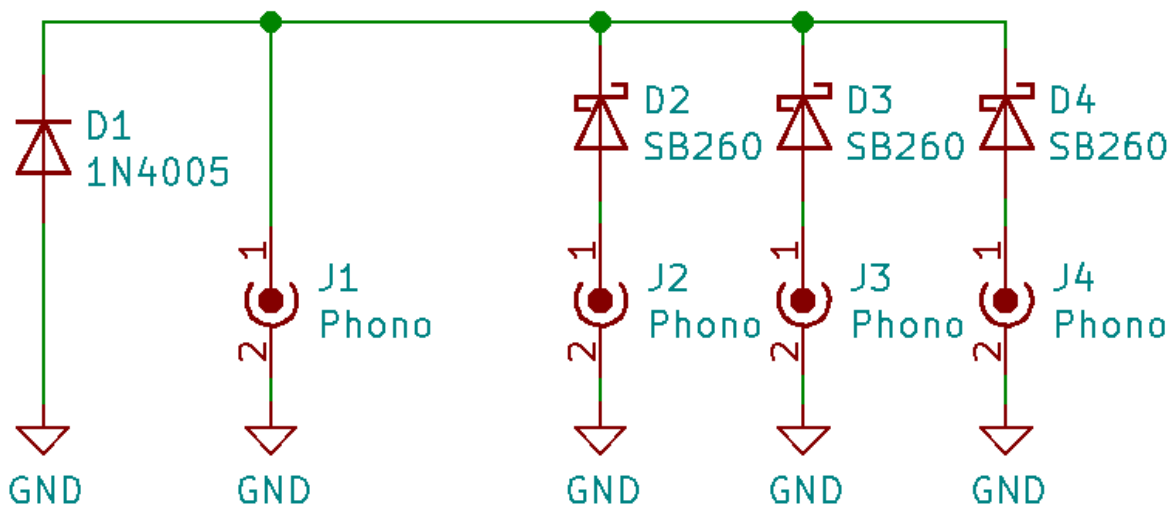 D1
1N4005
D2
SB260
D3
SB260
D4
SB260
1
J1
Phono
2
1
J2
Phono
2
1
J3
Phono
2
1
J4
Phono
2
GND
GND
GND
GND
GND